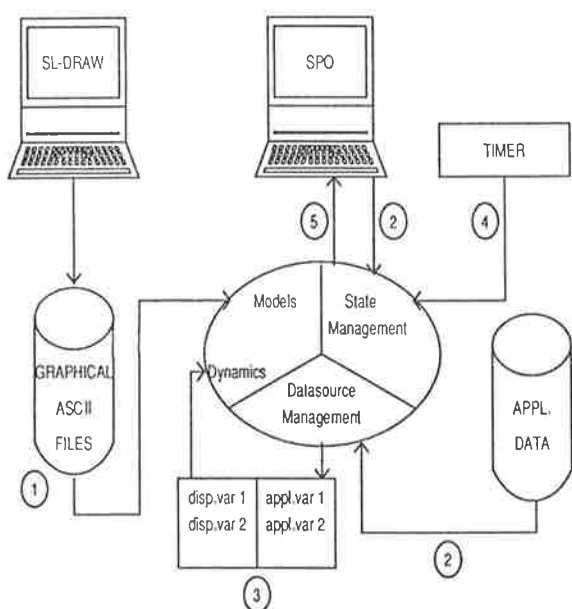 SL-DRAW
SPO
TIMER
5
2
4
Models
State
Management
GRAPHICAL
ASCII
FILES
Dynamics
Datasource
Management
APPL.
DATA
1
disp.var 1
disp.var 2
appl.var 1
appl.var 2
2
3